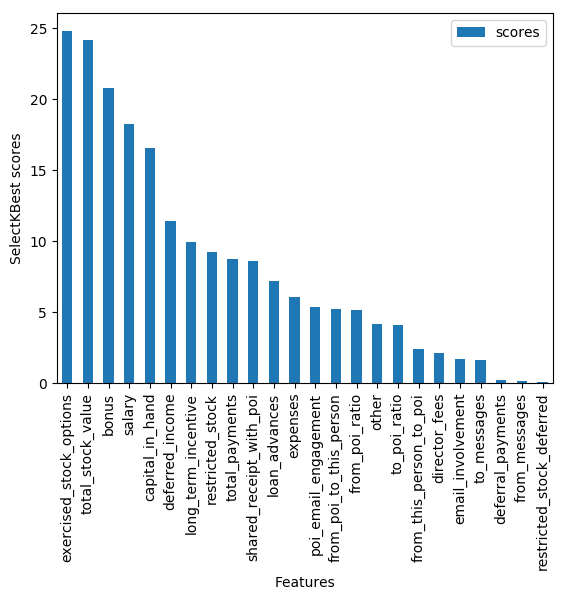 scores
25
20
15
10
5
0
SelectKBest scores
exercised_stock_options
total_stock_value
bonus
salary
capital_in_hand
deferred_income
long_term_incentive
restricted_stock
total_payments
shared_receipt_with_poi
loan_advances
expenses
poi_email_engagement
from_poi_to_this_person
from_poi_ratio
other
to_poi_ratio
from_this_person_to_poi
director_fees
email_involvement
to_messages
deferral_payments
from_messages
restricted_stock_deferred
Features